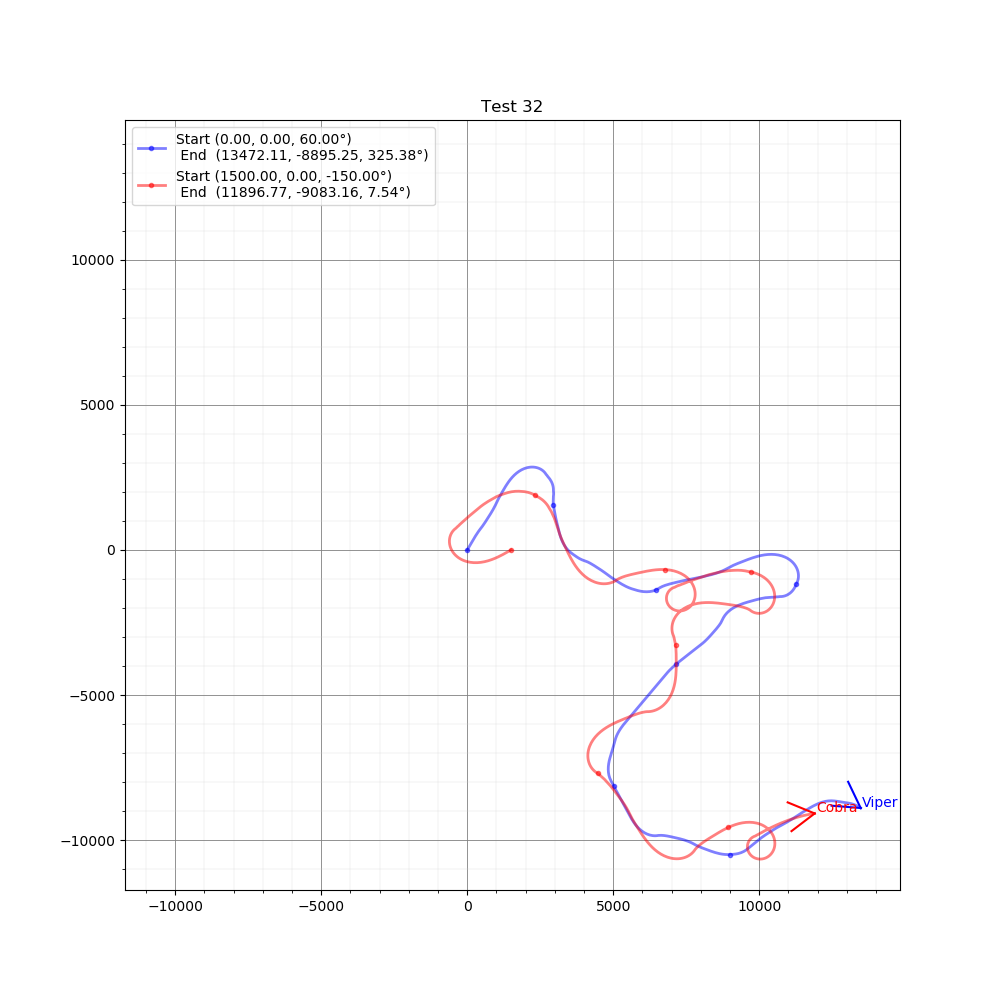 Test 32
Start (0.00, 0.00, 60.00°)
End (13472.11, -8895.25, 325.38°)
Start (1500.00, 0.00, -150.00°)
End (11896.77, -9083.16, 7.54°)
10000
5000
0
−5000
−10000
Viper
Cobra
−10000
−5000
0
5000
10000